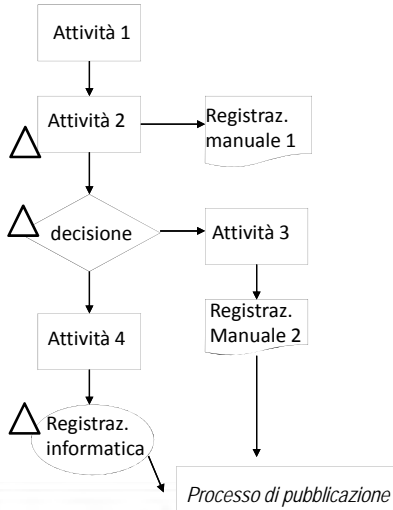 Attività 1
Attività 2
Registraz.
manuale 1
decisione
Attività 3
Attività 4
Registraz.
Manuale 2
Registraz.
informatica
Processo di pubblicazione